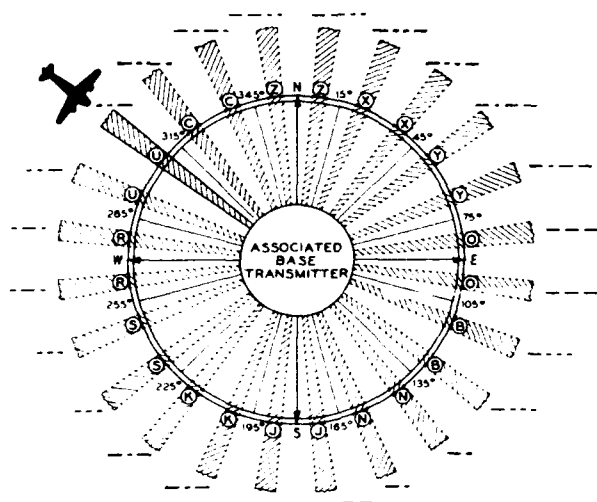 Z N Z
C 345° 15° X
C 315° X 45°
U Y
U 285° Y 75°
R O
ASSOCIATED
BASE
TRANSMITTER
W E
R 255° O 105°
S B
S 225° B 135°
K N
K 195° J S J 165° N